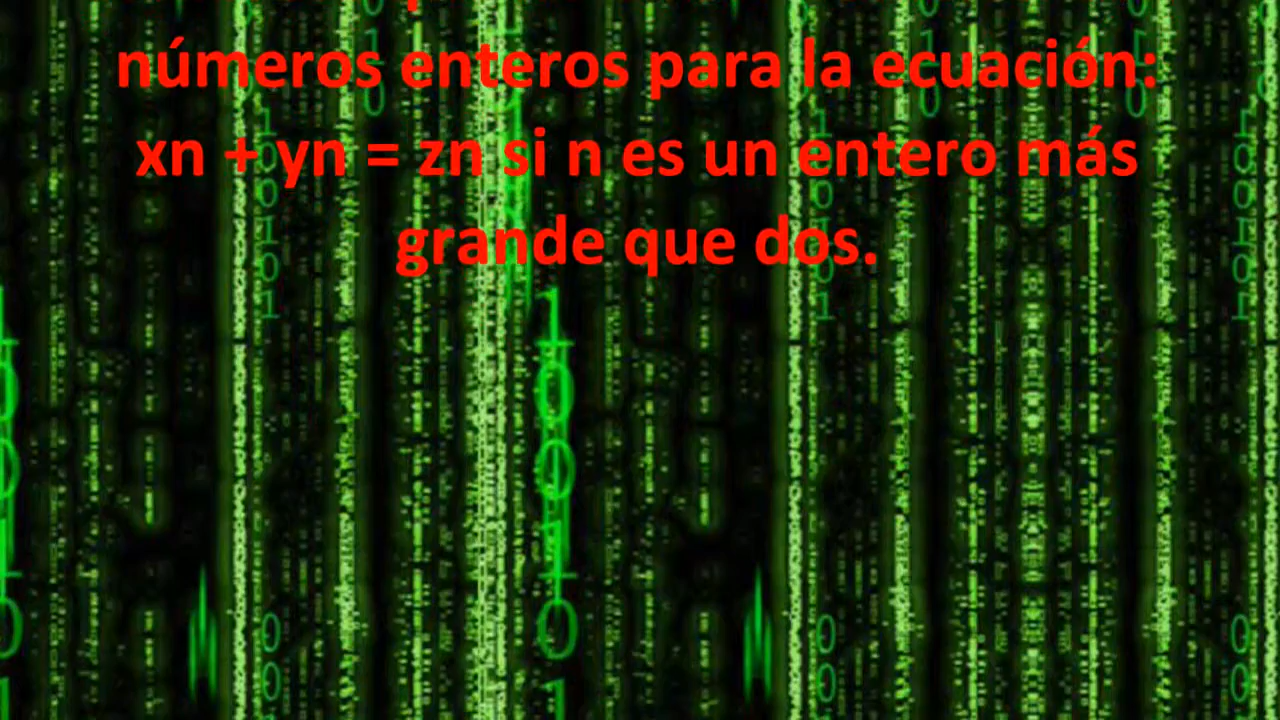 números enteros para la ecuación:
xn + yn = zn si n es un entero más
grande que dos.